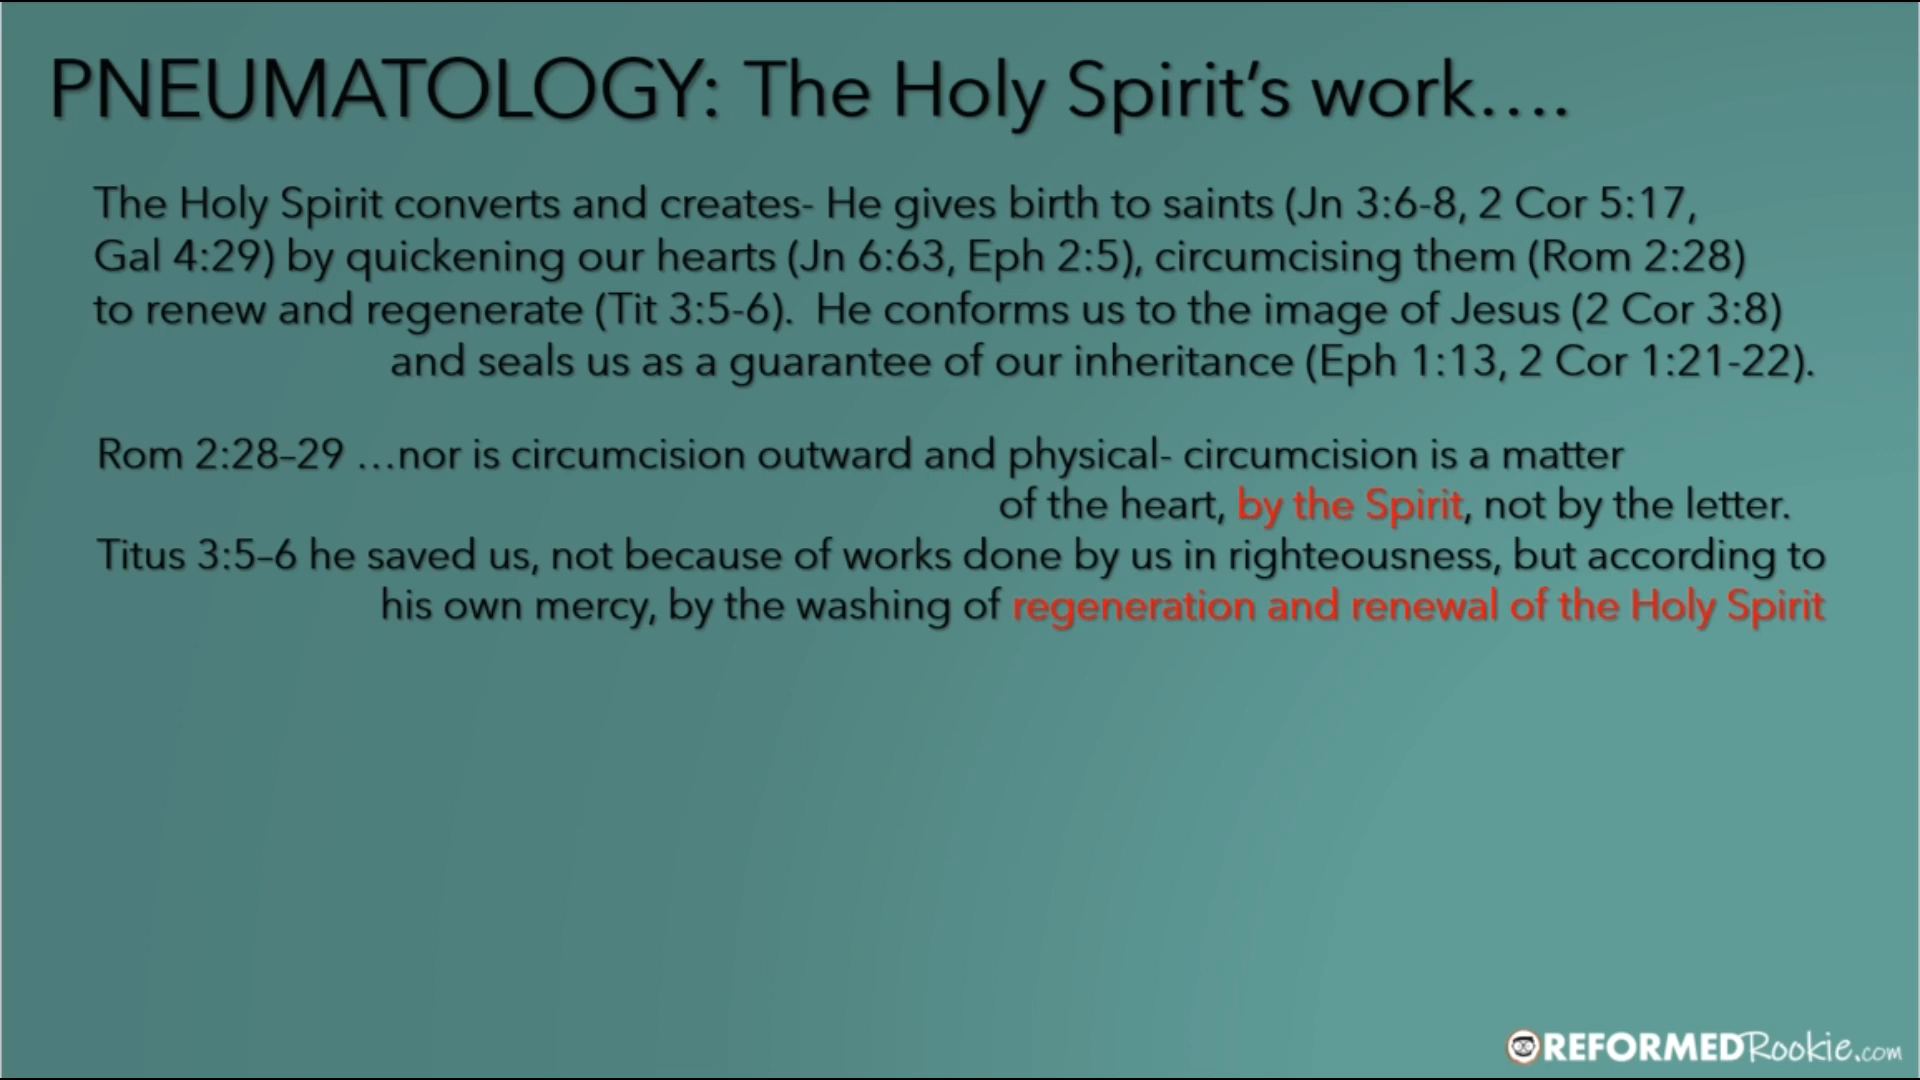 PNEUMATOLOGY: The Holy Spirit's work....
The Holy Spirit converts and creates- He gives birth to saints (Jn 3:6-8, 2 Cor 5:17,
Gal 4:29) by quickening our hearts (Jn 6:63, Eph 2:5), circumcising them (Rom 2:28)
to renew and regenerate (Tit 3:5-6).  He conforms us to the image of Jesus (2 Cor 3:8)
and seals us as a guarantee of our inheritance (Eph 1:13, 2 Cor 1:21-22).
Rom 2:28–29 …nor is circumcision outward and physical- circumcision is a matter
of the heart, by the Spirit, not by the letter.
Titus 3:5–6 he saved us, not because of works done by us in righteousness, but according to
his own mercy, by the washing of regeneration and renewal of the Holy Spirit
REFORMEDRookie.com